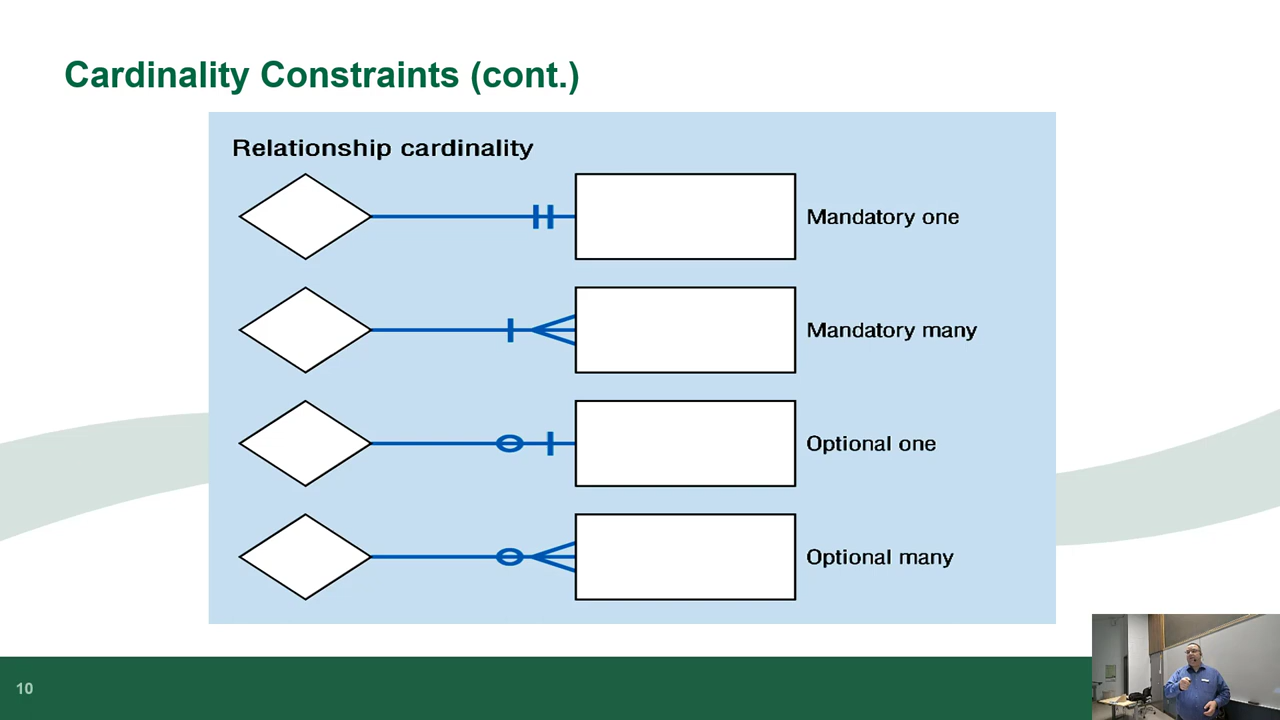 Cardinality Constraints (cont.)
Relationship cardinality
Mandatory one
Mandatory many
Optional one
Optional many
10